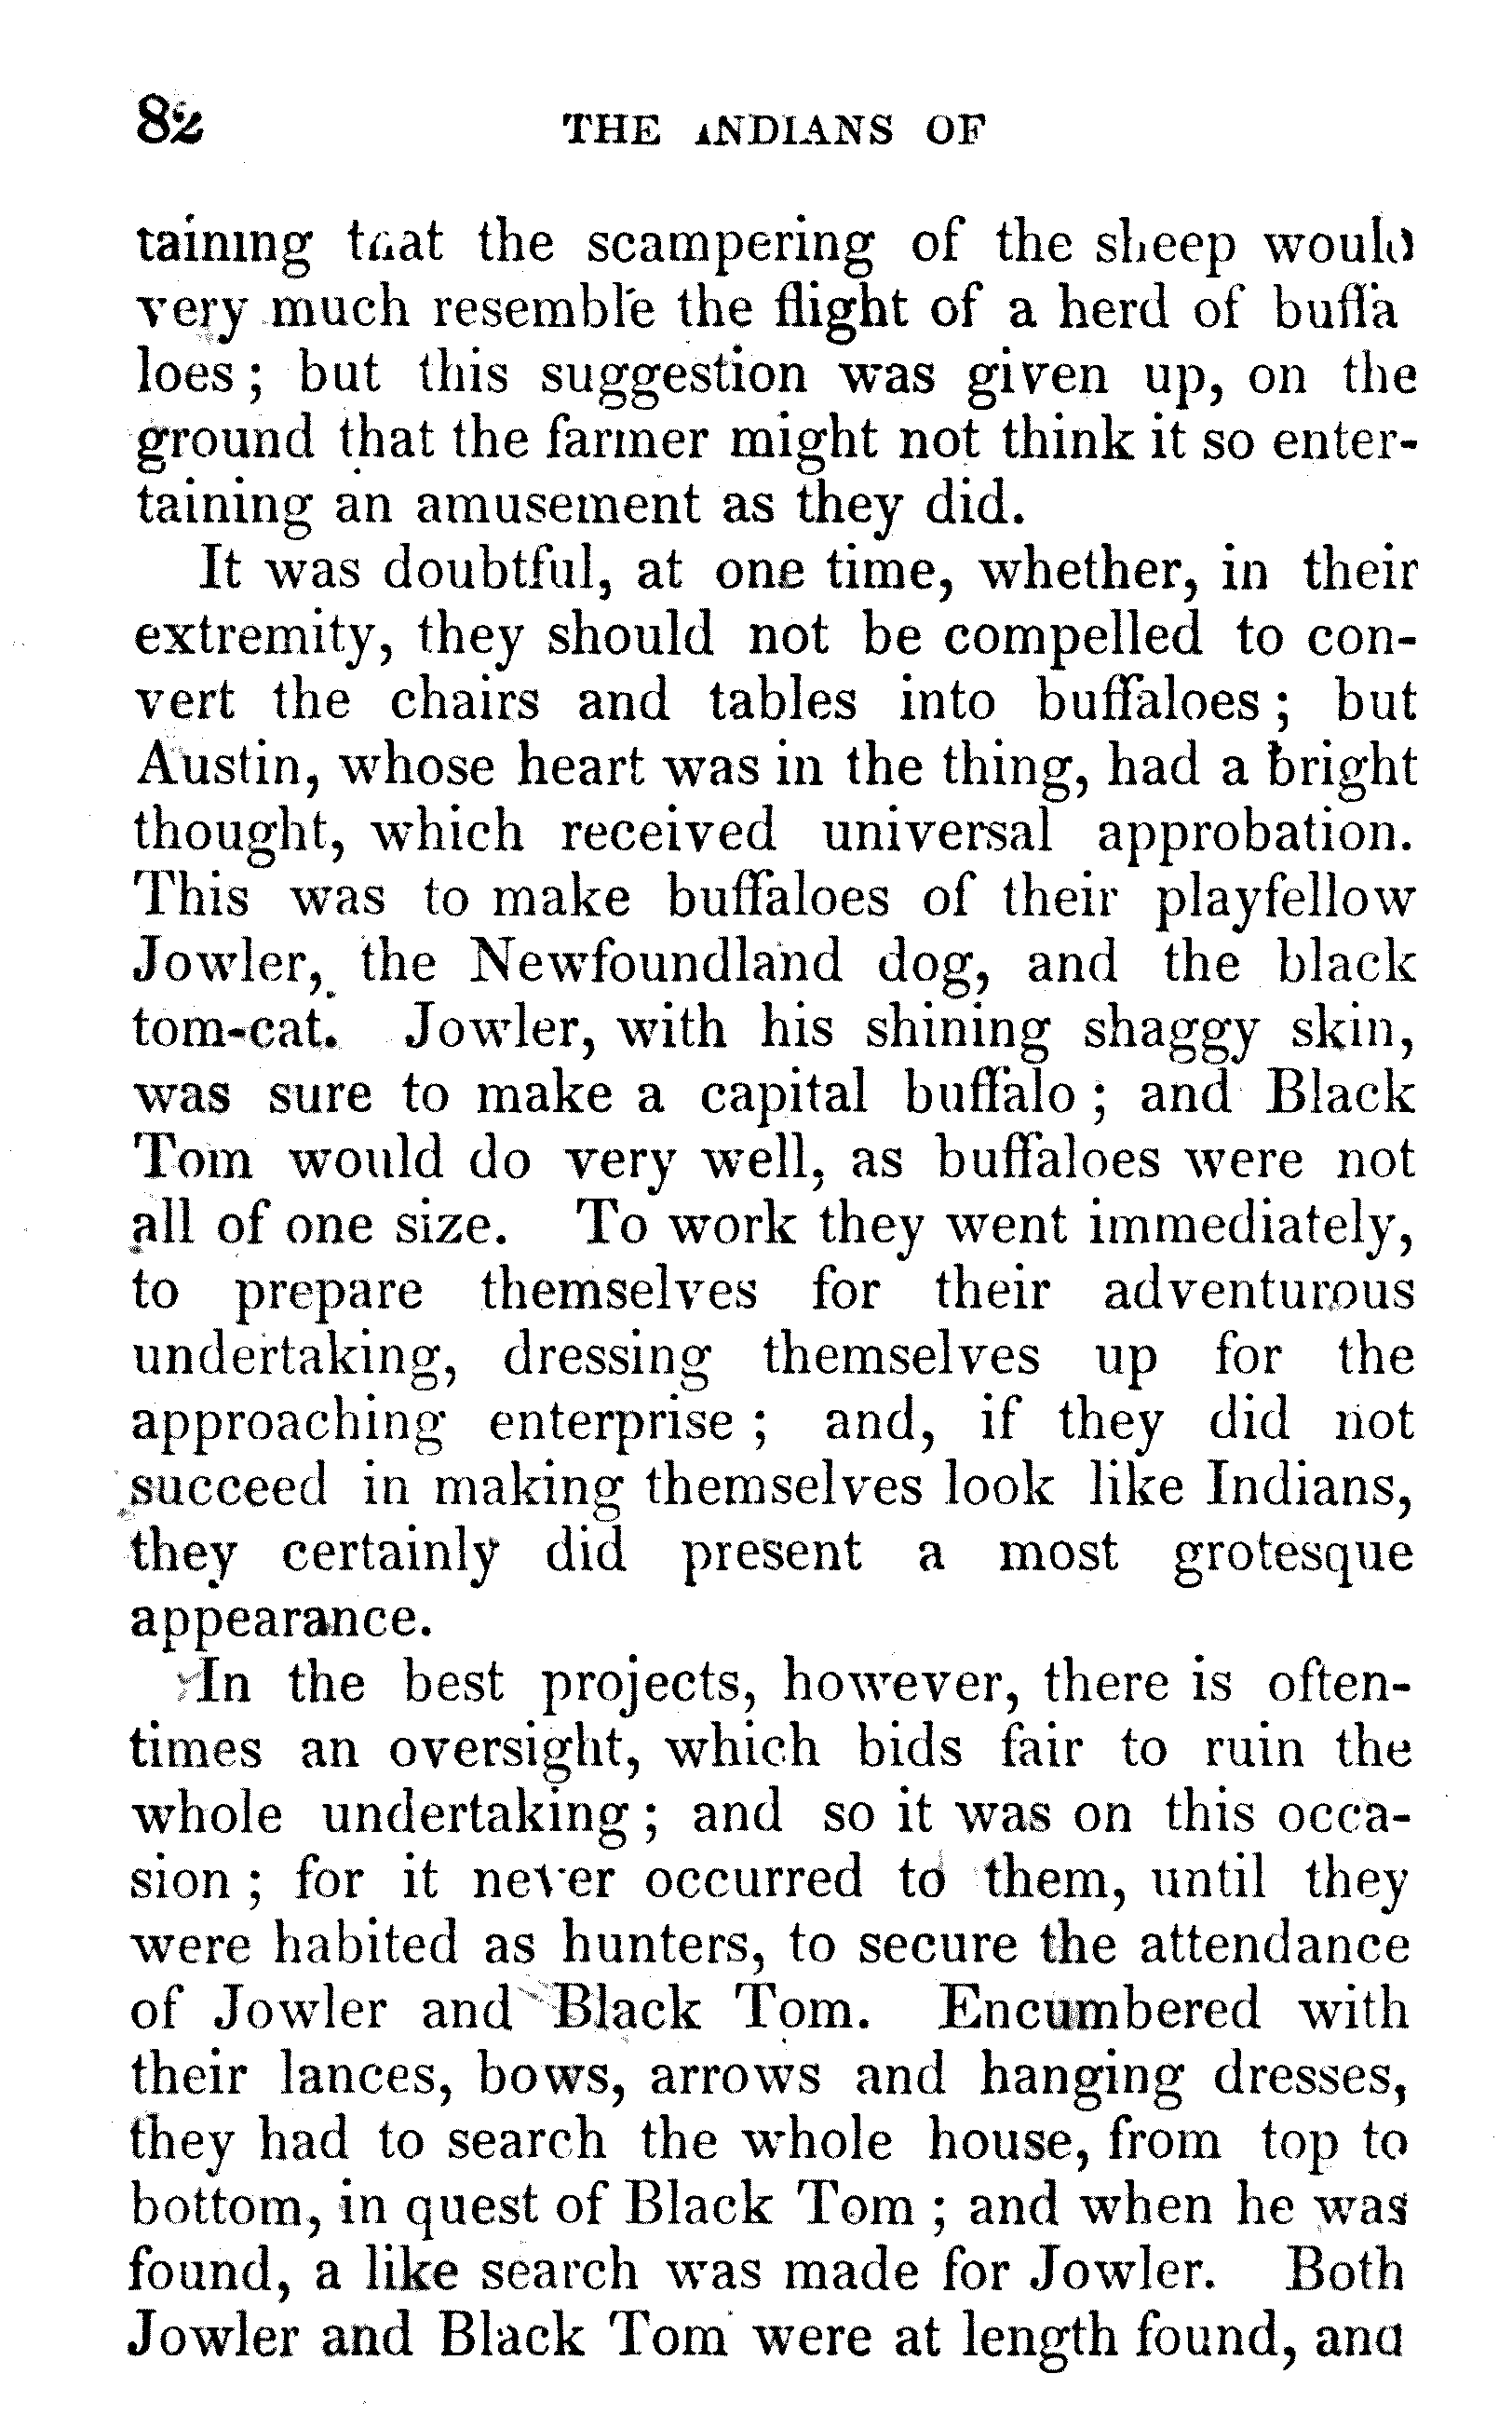 82 THE INDIANS OF
taining that the scampering of the sheep would
very much resemble the flight of a herd of buffa
loes; but this suggestion was given up, on the
ground that the farmer might not think it so enter-
taining an amusement as they did.
It was doubtful, at one time, whether, in their
extremity, they should not be compelled to con-
vert the chairs and tables into buffaloes; but
Austin, whose heart was in the thing, had a bright
thought, which received universal approbation.
This was to make buffaloes of their playfellow
Jowler, the Newfoundland dog, and the black
tom-cat. Jowler, with his shining shaggy skin,
was sure to make a capital buffalo; and Black
Tom would do very well, as buffaloes were not
all of one size. To work they went immediately,
to prepare themselves for their adventurous
undertaking, dressing themselves up for the
approaching enterprise; and, if they did not
succeed in making themselves look like Indians,
they certainly did present a most grotesque
appearance.
In the best projects, however, there is often-
times an oversight, which bids fair to ruin the
whole undertaking; and so it was on this occa-
sion; for it never occurred to them, until they
were habited as hunters, to secure the attendance
of Jowler and Black Tom. Encumbered with
their lances, bows, arrows and hanging dresses,
they had to search the whole house, from top to
bottom, in quest of Black Tom; and when he was
found, a like search was made for Jowler. Both
Jowler and Black Tom were at length found, and